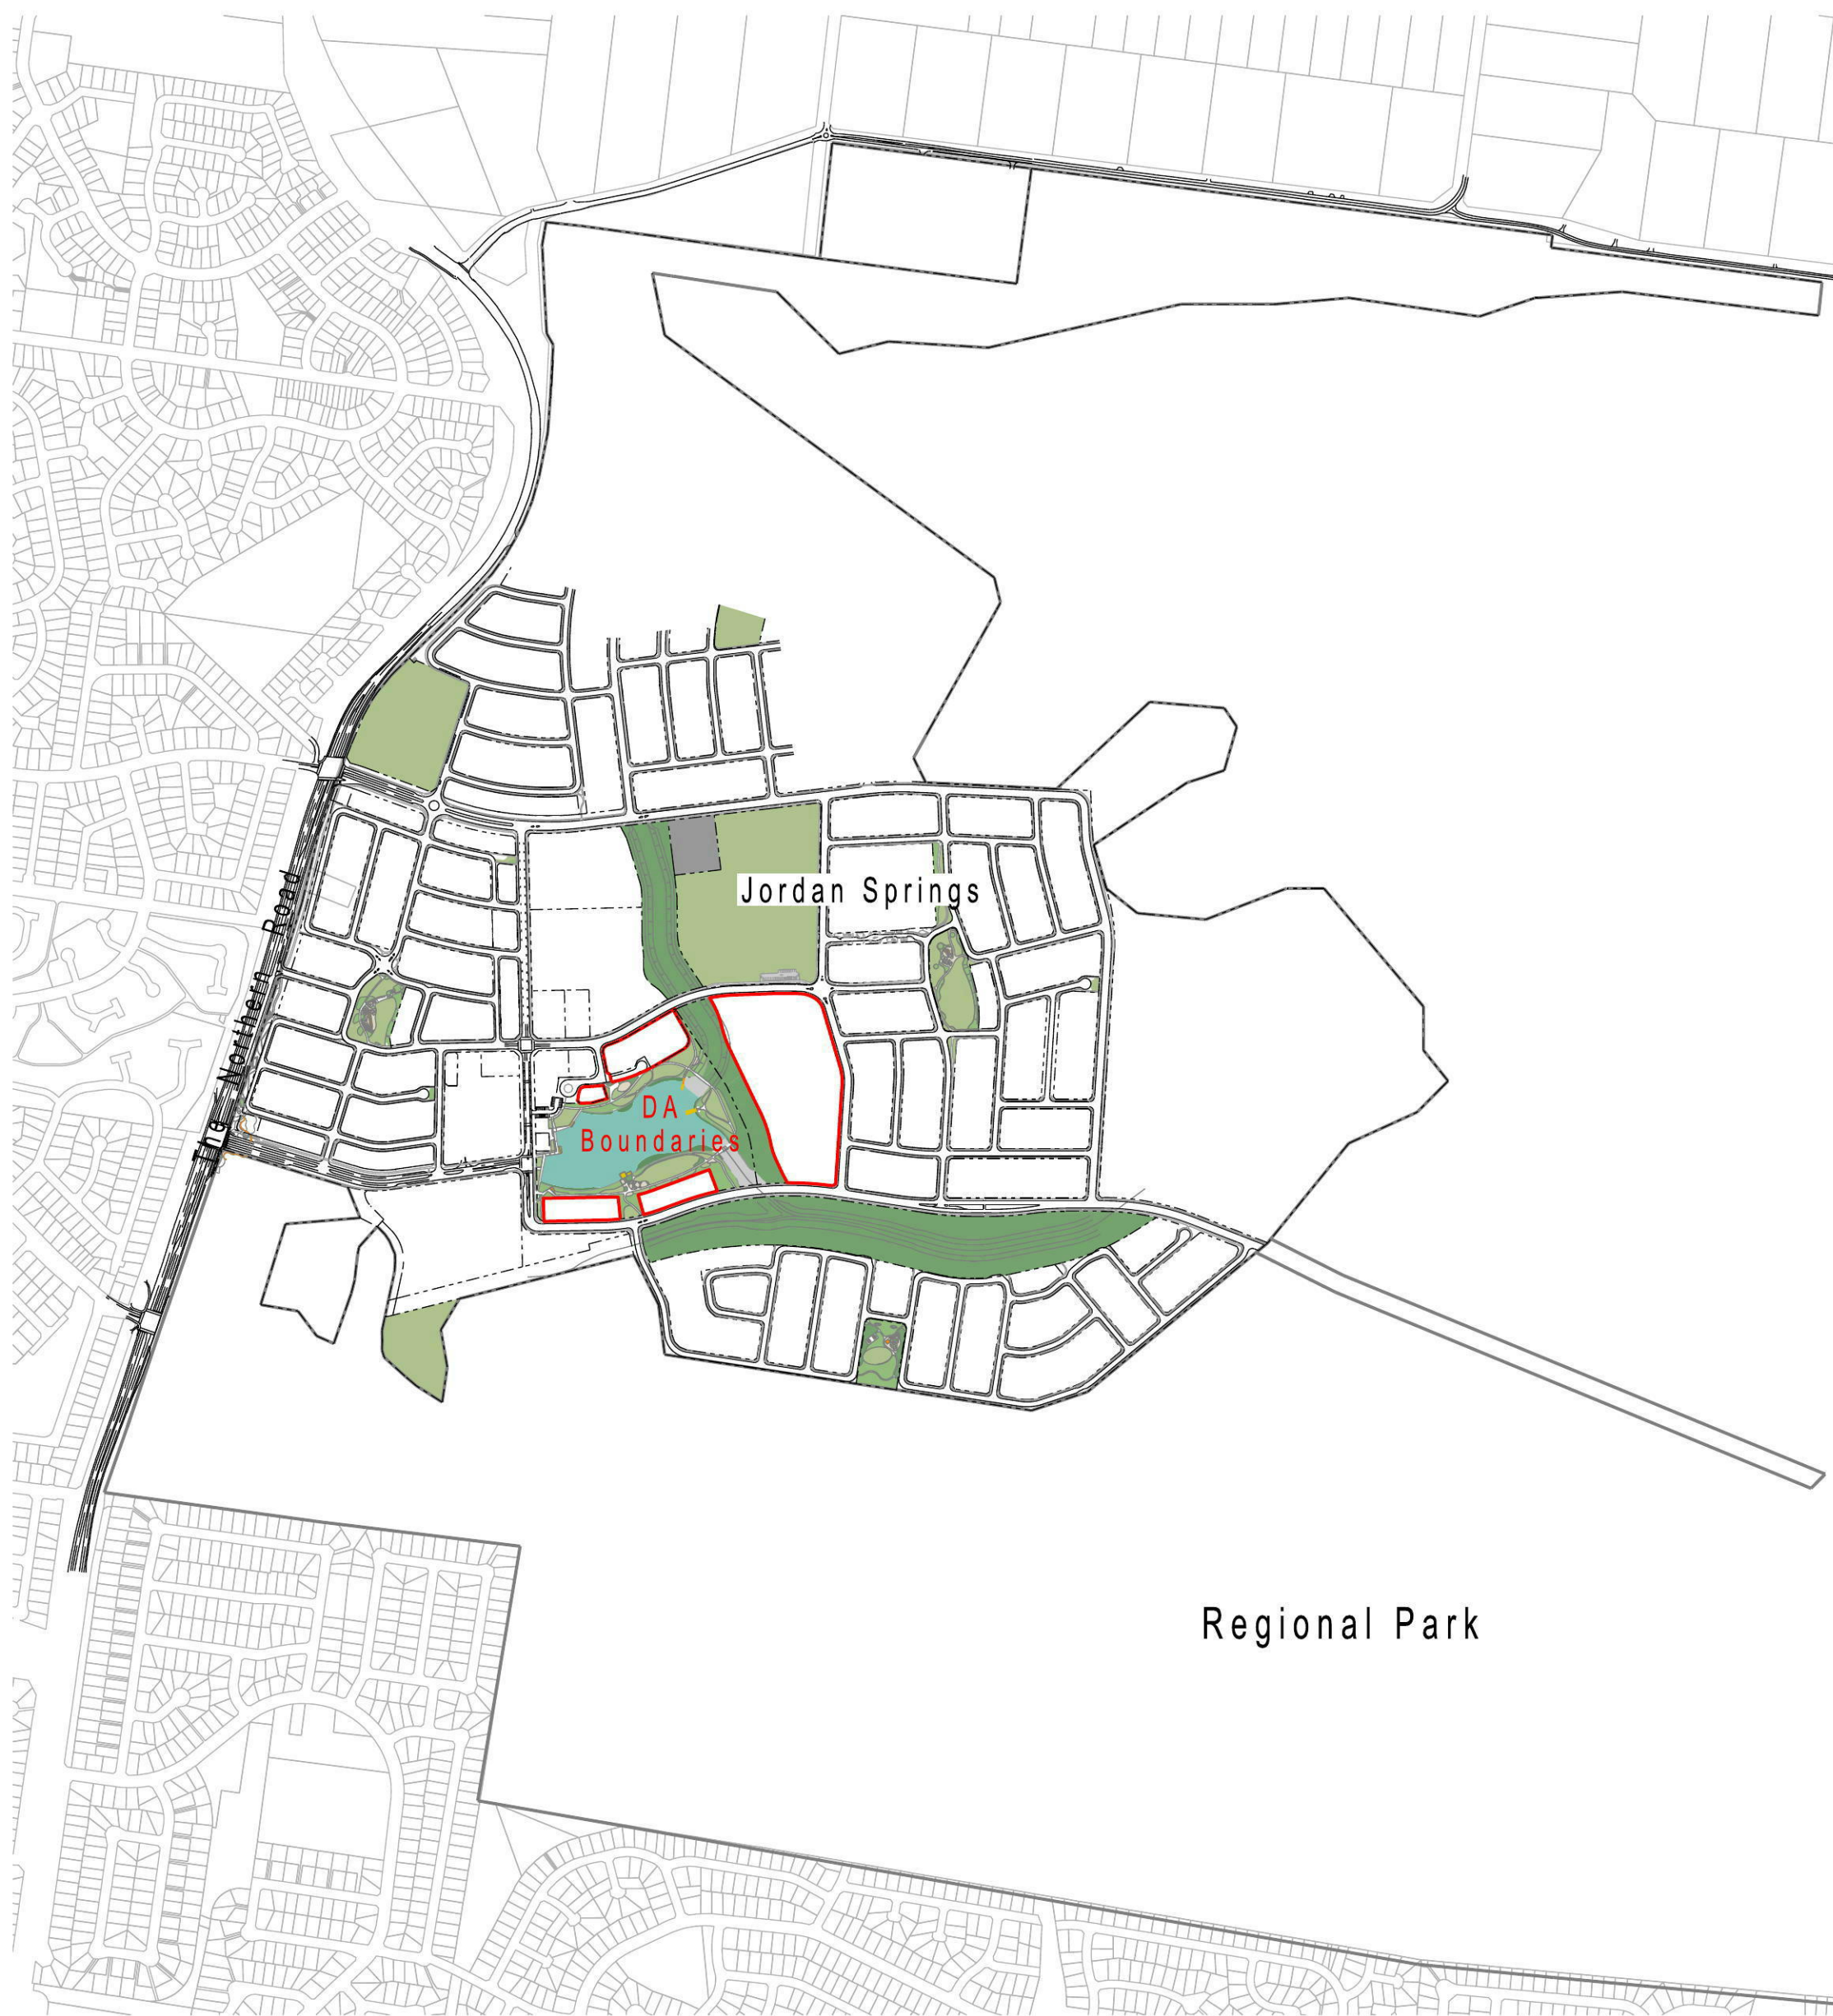 Jordan Springs
The Northern Road
DA
Boundaries
Regional Park